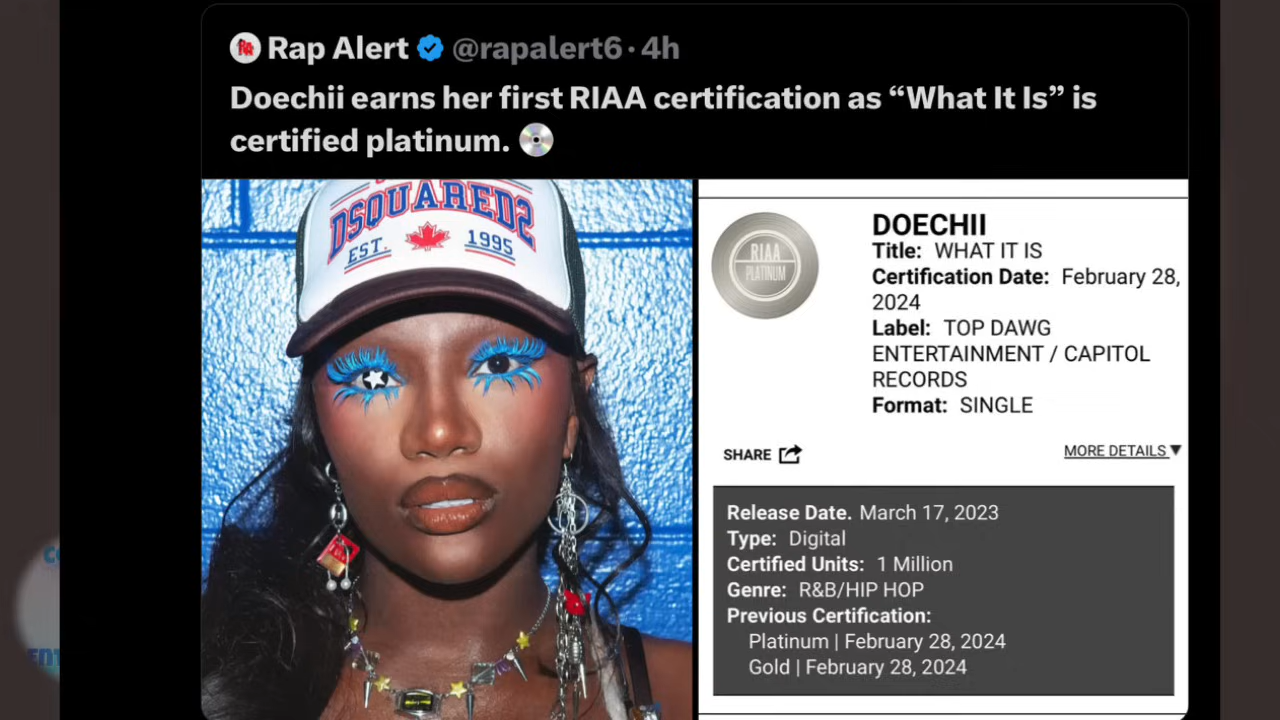 Rap Alert @rapalert6 · 4h
Doechii earns her first RIAA certification as “What It Is” is
certified platinum.
DSQUARED2
EST. 1995
RIAA
PLATINUM
DOECHII
Title: WHAT IT IS
Certification Date: February 28,
2024
Label: TOP DAWG
ENTERTAINMENT / CAPITOL
RECORDS
Format: SINGLE
SHARE
MORE DETAILS
Release Date. March 17, 2023
Type: Digital
Certified Units: 1 Million
Genre: R&B/HIP HOP
Previous Certification:
Platinum | February 28, 2024
Gold | February 28, 2024